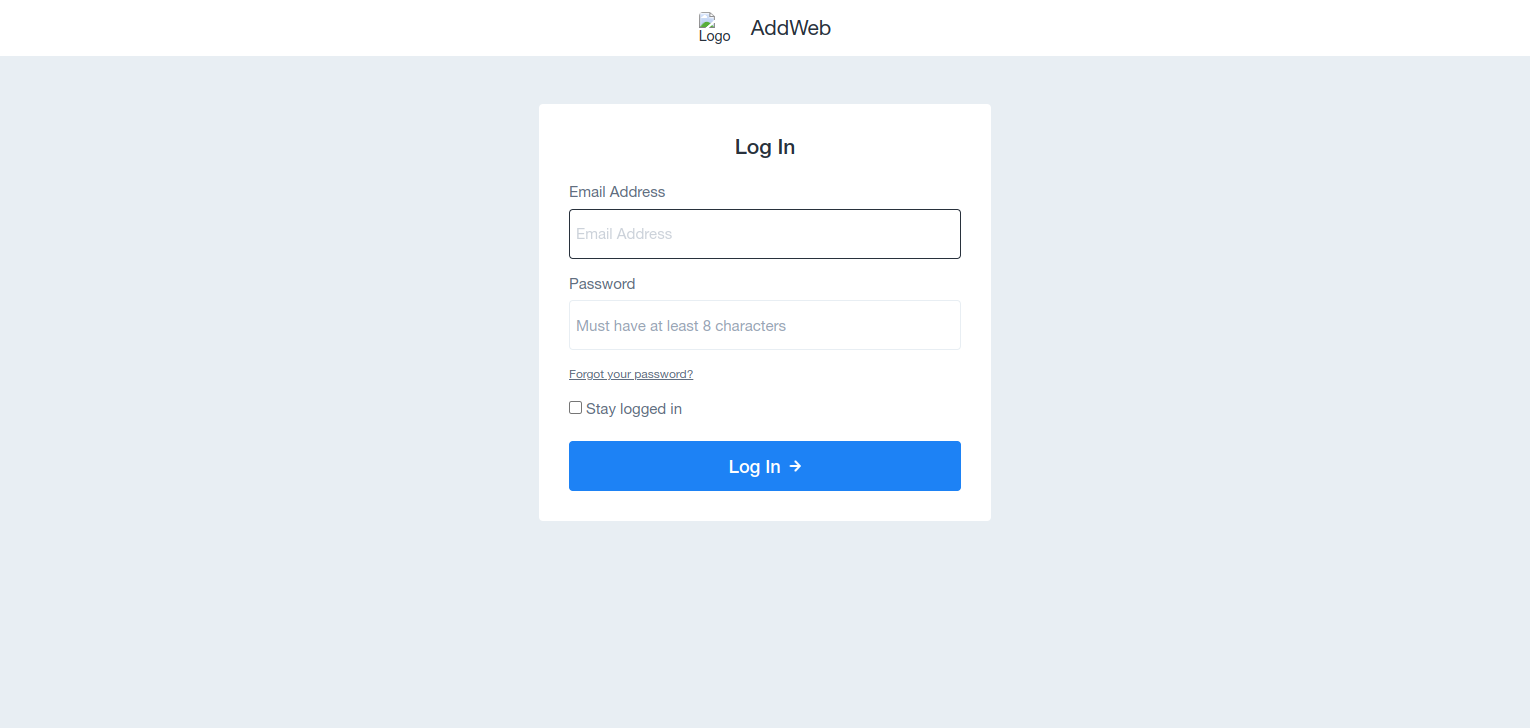 Logo AddWeb
Log In
Email Address
Email Address
Password
Must have at least 8 characters
Forgot your password?
Stay logged in
Log In →